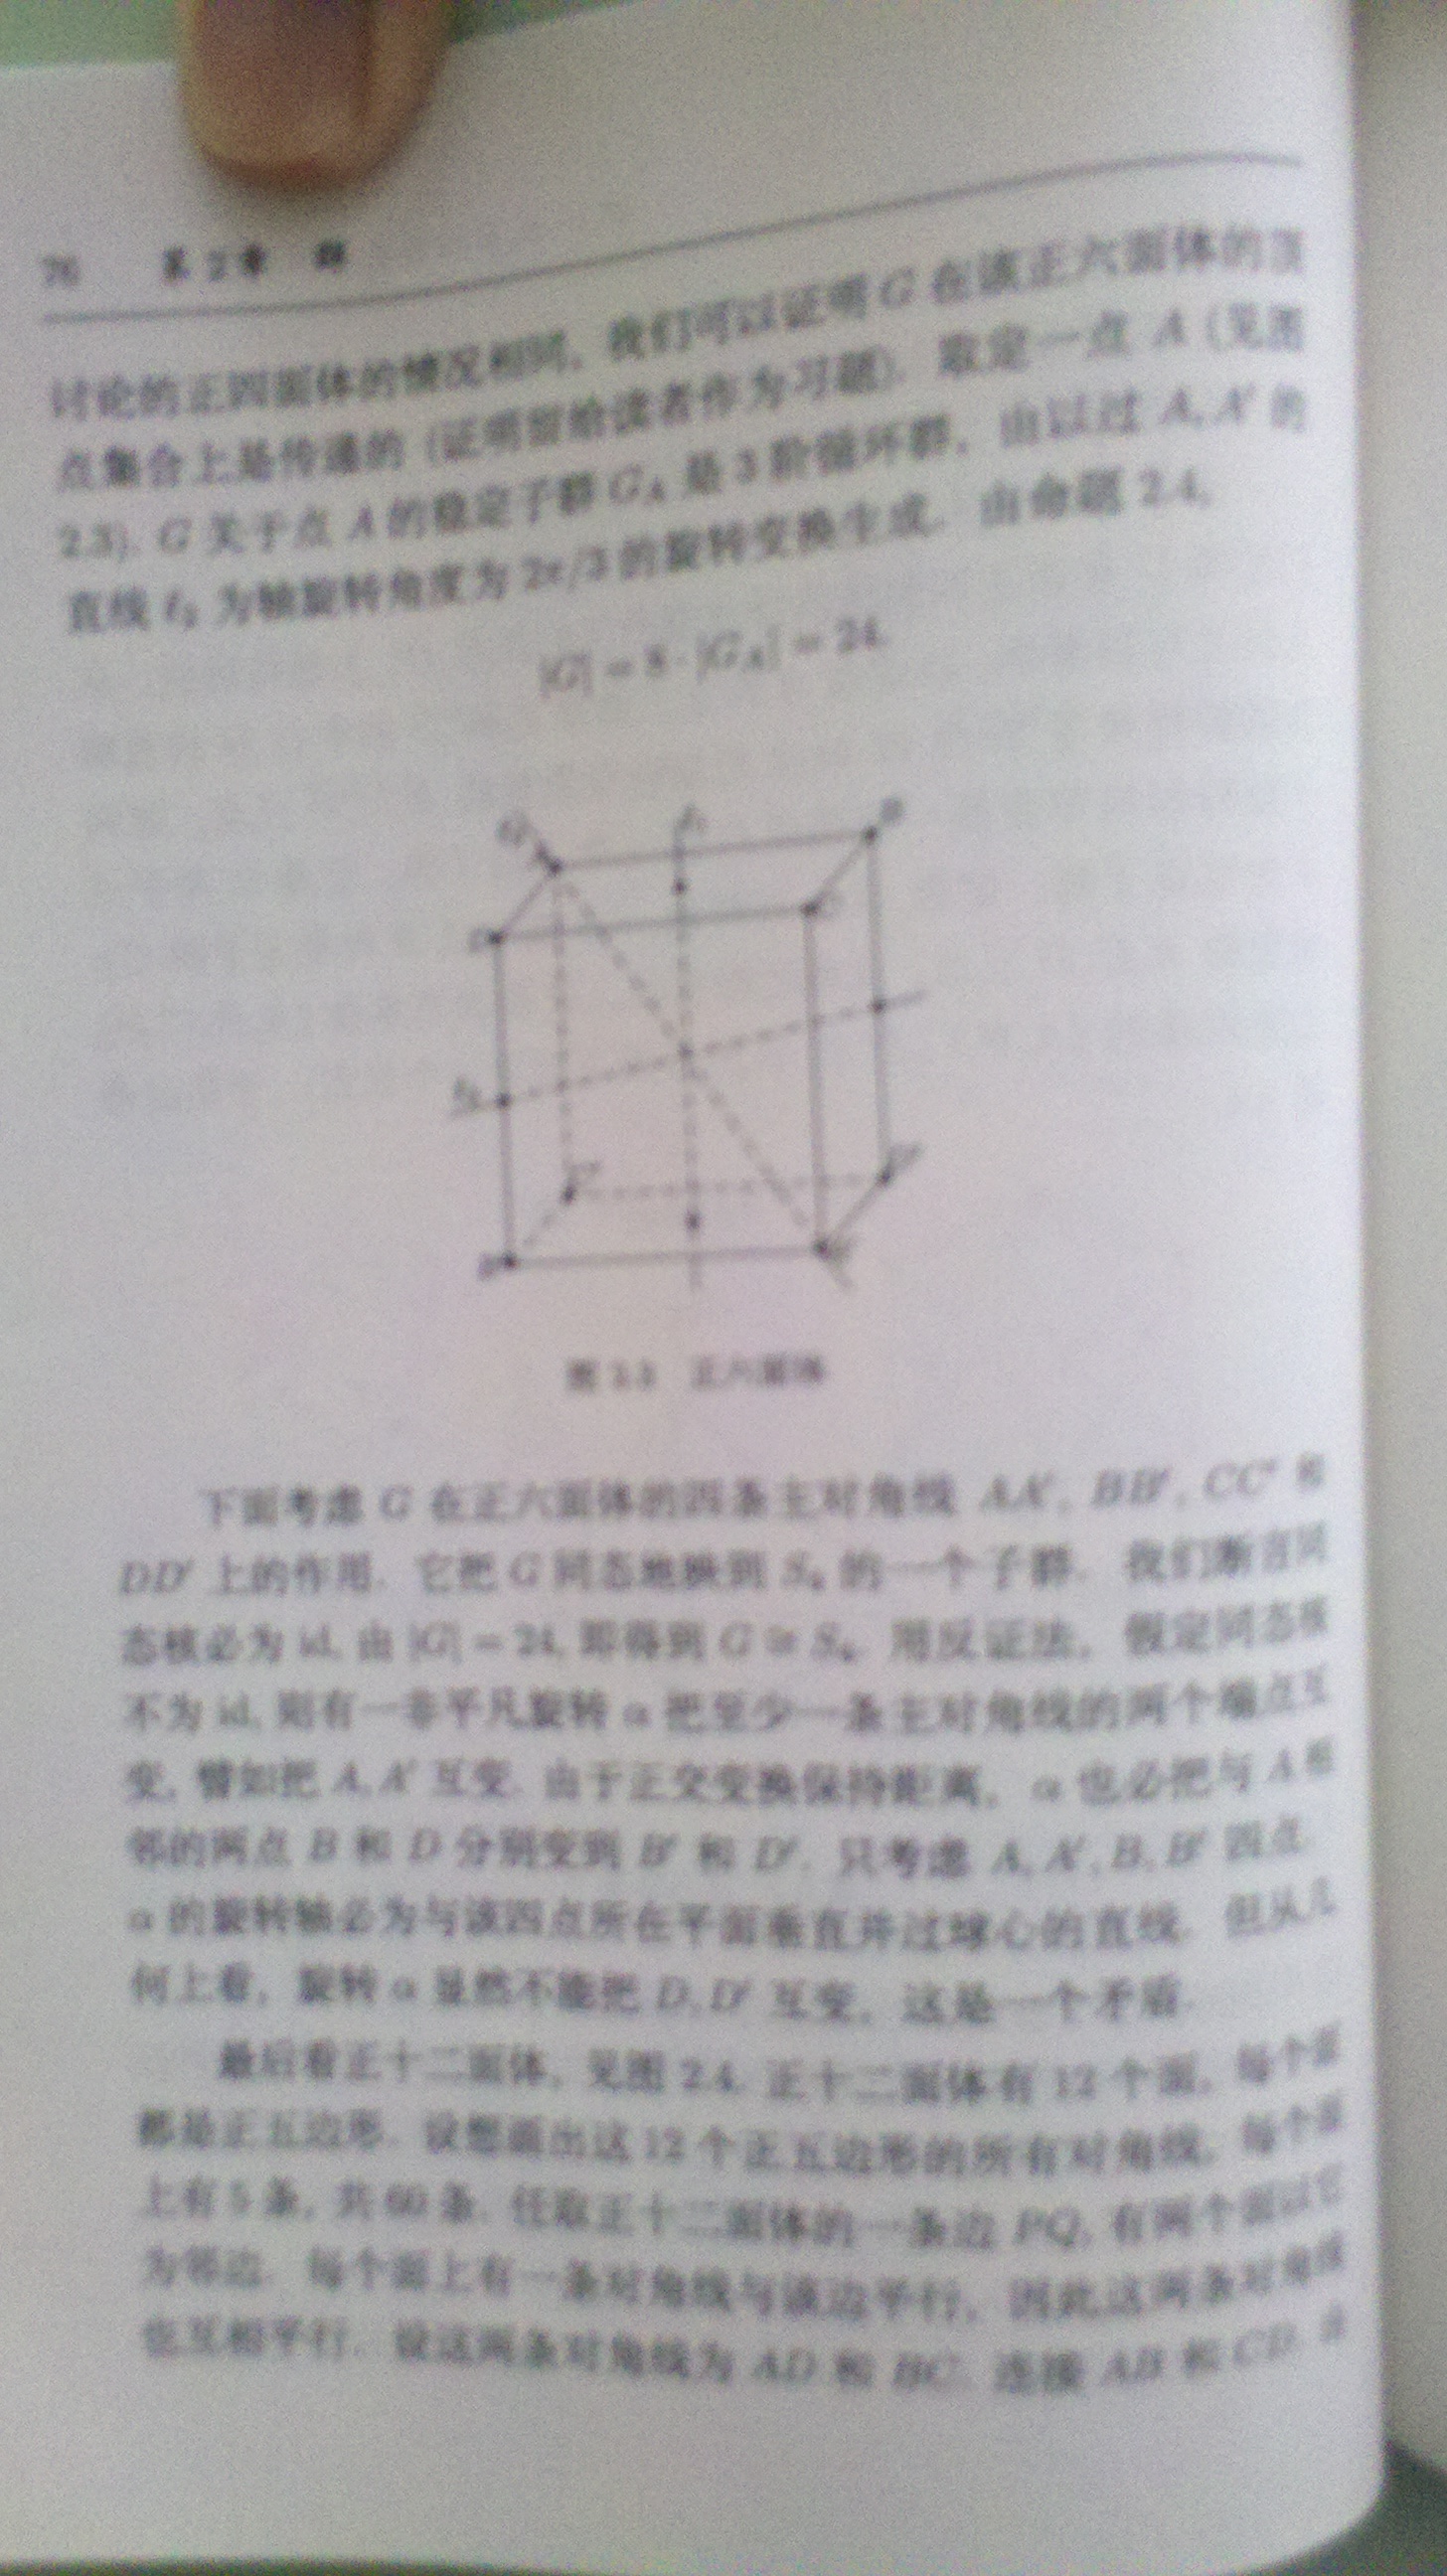 76 第2章 群
讨论的正四面体的情况相同, 我们可以证明 G 在该正六面体的顶
点集合上是传递的 (证明留给读者作为习题). 取定一点 A (见图
2.3). G 关于点 A 的稳定子群 G_A 是 3 阶循环群, 由以过 A, A′ 的
直线 l₃ 为轴旋转角度为 2π/3 的旋转变换生成. 由命题 2.4,
|G| = 8 · |G_A| = 24.
B
D
C
D′
图 2.3 正六面体
下面考虑 G 在正六面体的四条主对角线 AA′, BB′, CC′ 和
DD′ 上的作用. 它把 G 同态地映到 S₄ 的一个子群. 我们断言同
态核必为 id, 由 |G| = 24, 即得到 G ≅ S₄. 用反证法, 假定同态核
不为 id, 则有一非平凡旋转 α 把至少一条主对角线的两个端点互
变, 譬如把 A, A′ 互变. 由于正交变换保持距离, α 也必把与 A 相
邻的两点 B 和 D 分别变到 B′ 和 D′. 只考虑 A, A′, B, B′ 四点.
α 的旋转轴必为与该四点所在平面垂直并过球心的直线. 但从几
何上看, 旋转 α 显然不能把 D, D′ 互变, 这是一个矛盾.
最后看正十二面体, 见图 2.4. 正十二面体有 12 个面, 每个面
都是正五边形. 设想画出这 12 个正五边形的所有对角线, 每个面
上有 5 条, 共 60 条. 任取正十二面体的一条边 PQ, 有两个面以它
为邻边. 每个面上有一条对角线与该边平行, 因此这两条对角线
也互相平行. 设这两条对角线为 AD 和 BC. 连接 AB 和 CD.